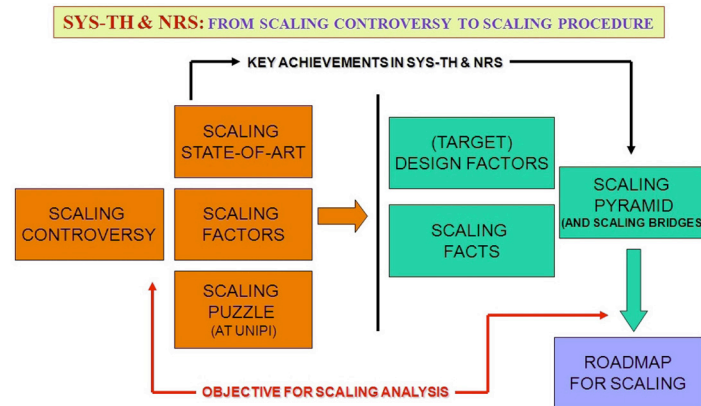 SYS-TH & NRS: FROM SCALING CONTROVERSY TO SCALING PROCEDURE
KEY ACHIEVEMENTS IN SYS-TH & NRS
SCALING
STATE-OF-ART
(TARGET)
DESIGN FACTORS
SCALING
CONTROVERSY
SCALING
FACTORS
SCALING
FACTS
SCALING
PYRAMID
(AND SCALING BRIDGES)
SCALING
PUZZLE
(AT UNIPI)
ROADMAP
FOR SCALING
OBJECTIVE FOR SCALING ANALYSIS